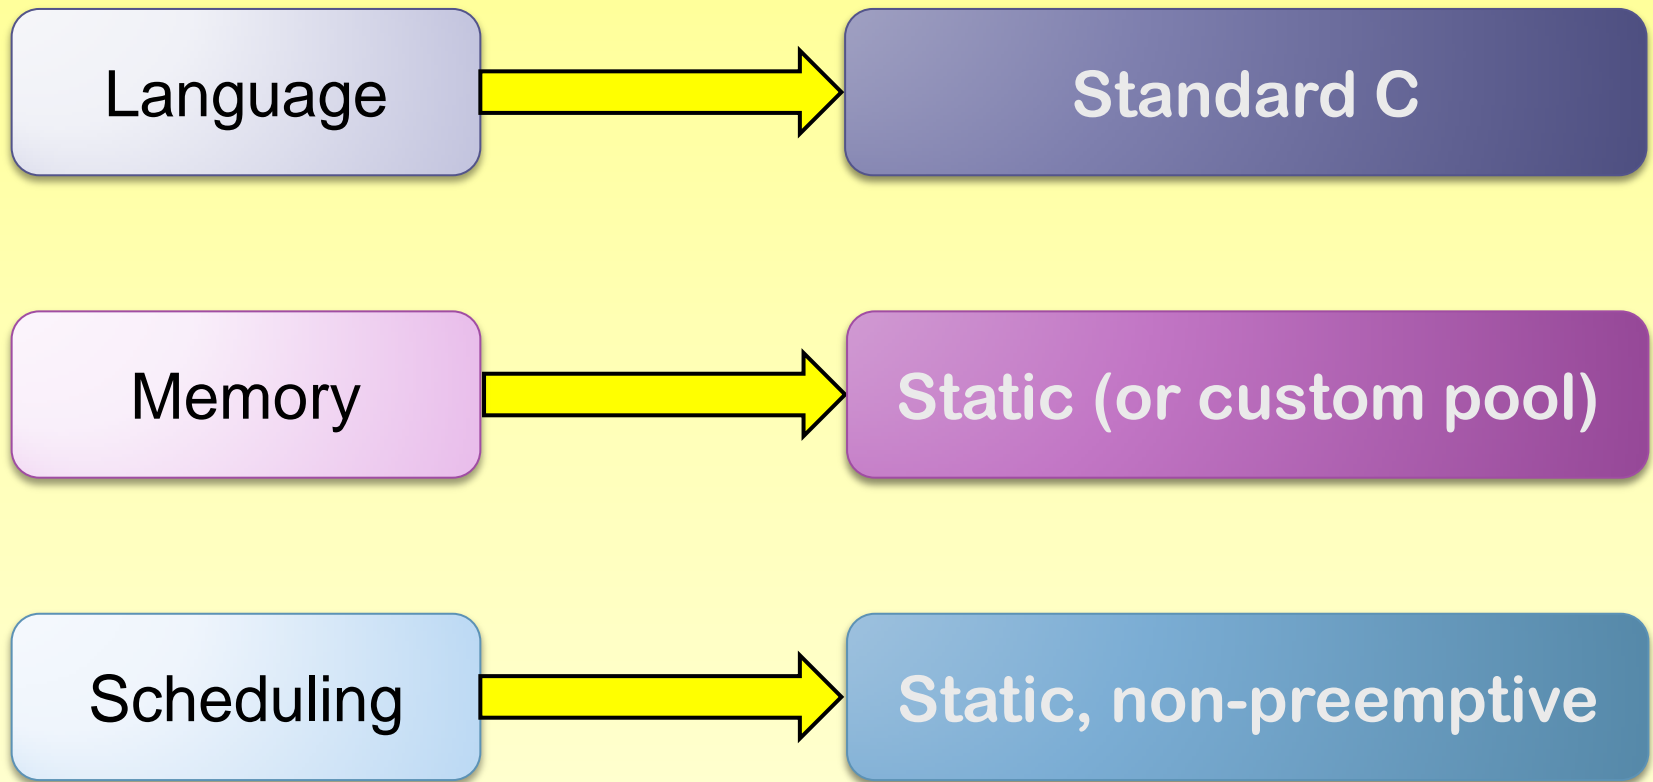 Language
Standard C
Memory
Static (or custom pool)
Scheduling
Static, non-preemptive